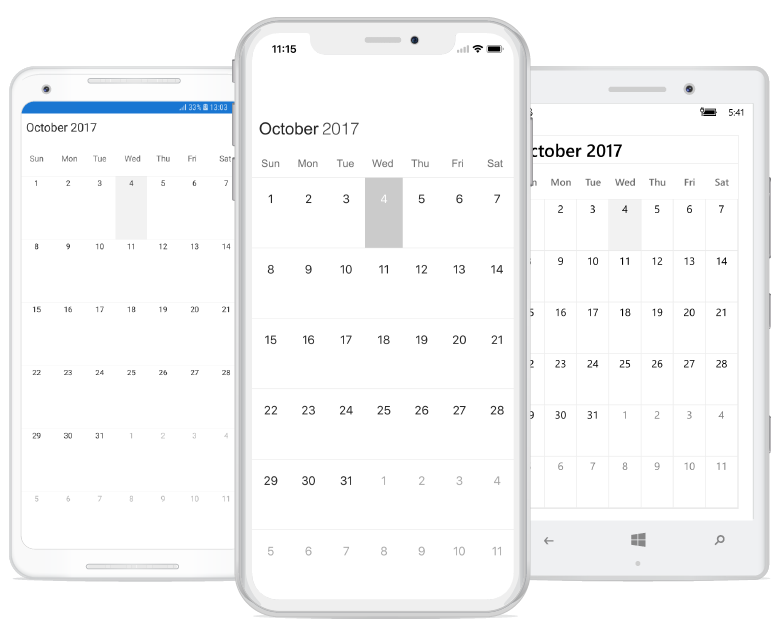 33% 13:03
October 2017
Sun Mon Tue Wed Thu Fri Sat
1 2 3 4 5 6 7
8 9 10 11 12 13 14
15 16 17 18 19 20 21
22 23 24 25 26 27 28
29 30 31 1 2 3 4
5 6 7 8 9 10 11
11:15
October 2017
Sun Mon Tue Wed Thu Fri Sat
1 2 3 4 5 6 7
8 9 10 11 12 13 14
15 16 17 18 19 20 21
22 23 24 25 26 27 28
29 30 31 1 2 3 4
5 6 7 8 9 10 11
5:41
ctober 2017
n Mon Tue Wed Thu Fri Sat
2 3 4 5 6 7
9 10 11 12 13 14
16 17 18 19 20 21
23 24 25 26 27 28
30 31 1 2 3 4
6 7 8 9 10 11